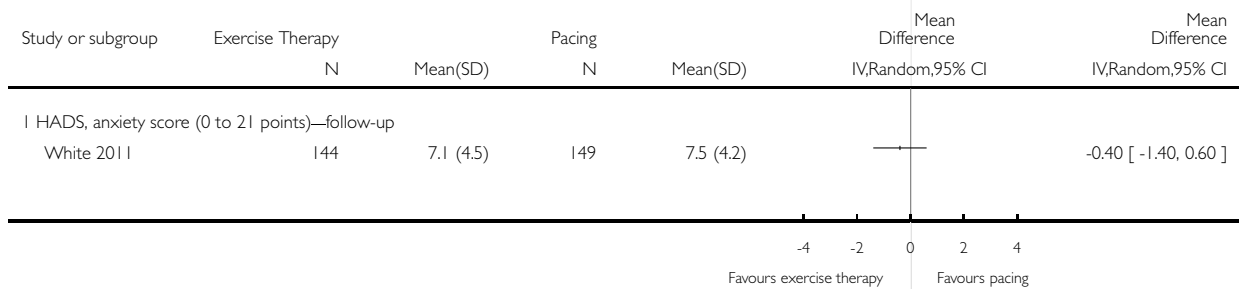 Study or subgroup Exercise Therapy Pacing Mean Difference Mean Difference
N Mean(SD) N Mean(SD) IV,Random,95% CI IV,Random,95% CI
1 HADS, anxiety score (0 to 21 points)—follow-up
White 2011 144 7.1 (4.5) 149 7.5 (4.2) -0.40 [ -1.40, 0.60 ]
-4 -2 0 2 4
Favours exercise therapy Favours pacing